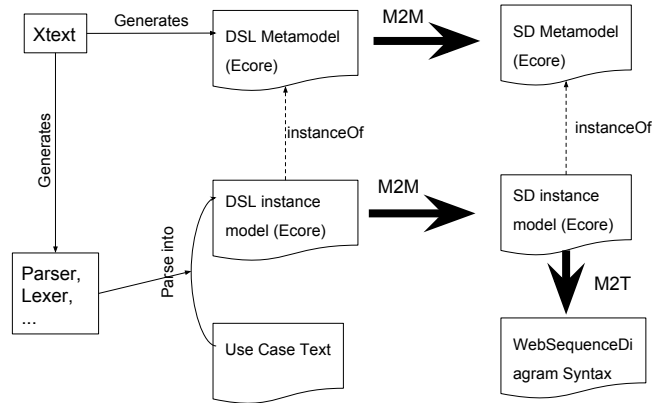 Xtext
Generates
DSL Metamodel
(Ecore)
M2M
SD Metamodel
(Ecore)
Generates
instanceOf
instanceOf
DSL instance
model (Ecore)
M2M
SD instance
model (Ecore)
Parser,
Lexer,
...
Parse into
M2T
Use Case Text
WebSequenceDi
agram Syntax